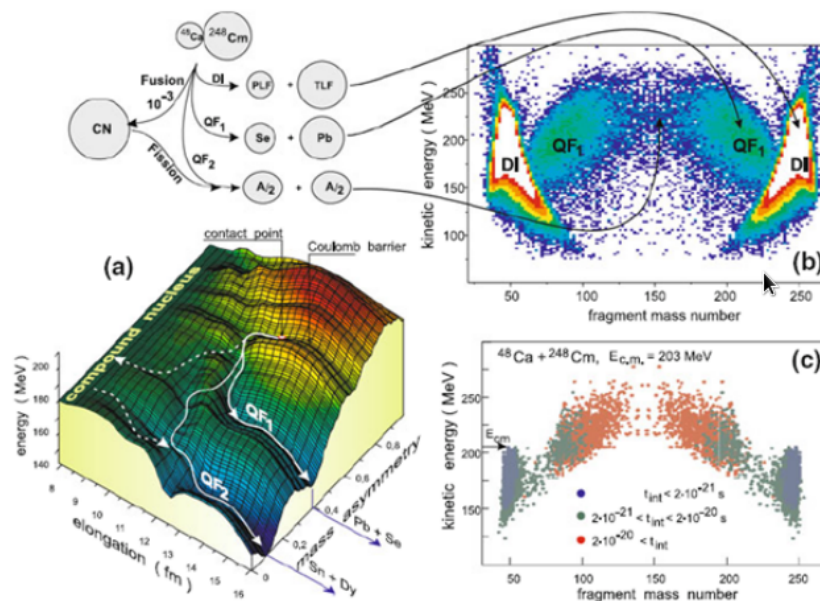 ⁴⁸Ca ²⁴⁸Cm
Fusion
10⁻³
DI
PLF + TLF
CN
QF₁
Se + Pb
QF₂
Fission
A/2 + A/2
kinetic energy ( MeV )
250
200
150
100
DI
QF₁
QF₁
DI
(b)
50 100 150 200 250
fragment mass number
(a)
contact point
Coulomb barrier
compound nucleus
energy (MeV)
200
180
160
140
QF₁
QF₂
8
9
10
11
12
13
14
15
16
elongation ( fm )
0
0,2
0,4
0,6
0,8
mass asymmetry
Pb + Se
Sn + Dy
(c)
⁴⁸Ca + ²⁴⁸Cm, E c.m. = 203 MeV
kinetic energy ( MeV )
300
250
E cm
200
150
t int < 2·10⁻²¹ s
2·10⁻²¹ < t int < 2·10⁻²⁰ s
2·10⁻²⁰ < t int
50 100 150 200 250
fragment mass number